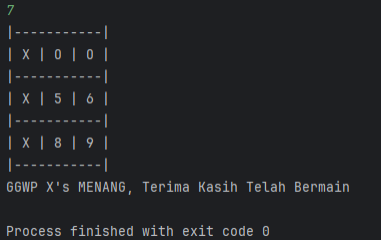 7
|-----------|
| X | O | O |
|-----------|
| X | 5 | 6 |
|-----------|
| X | 8 | 9 |
|-----------|
GGWP X's MENANG, Terima Kasih Telah Bermain
Process finished with exit code 0